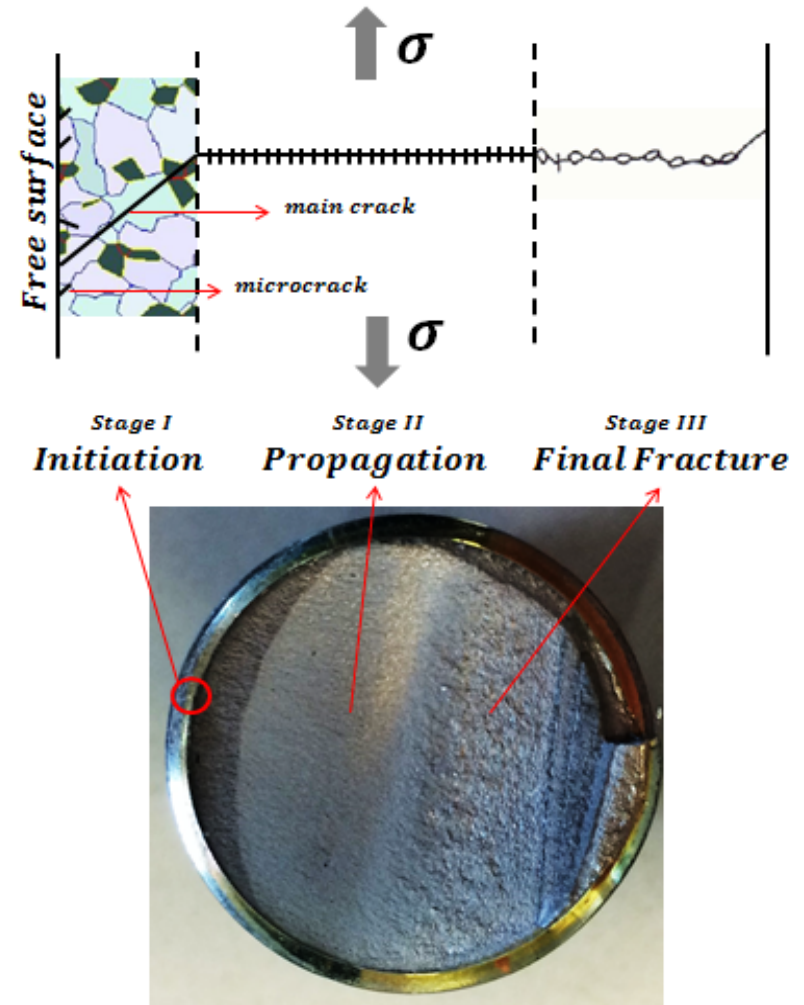 σ
Free surface
main crack
microcrack
σ
Stage I
Initiation
Stage II
Propagation
Stage III
Final Fracture